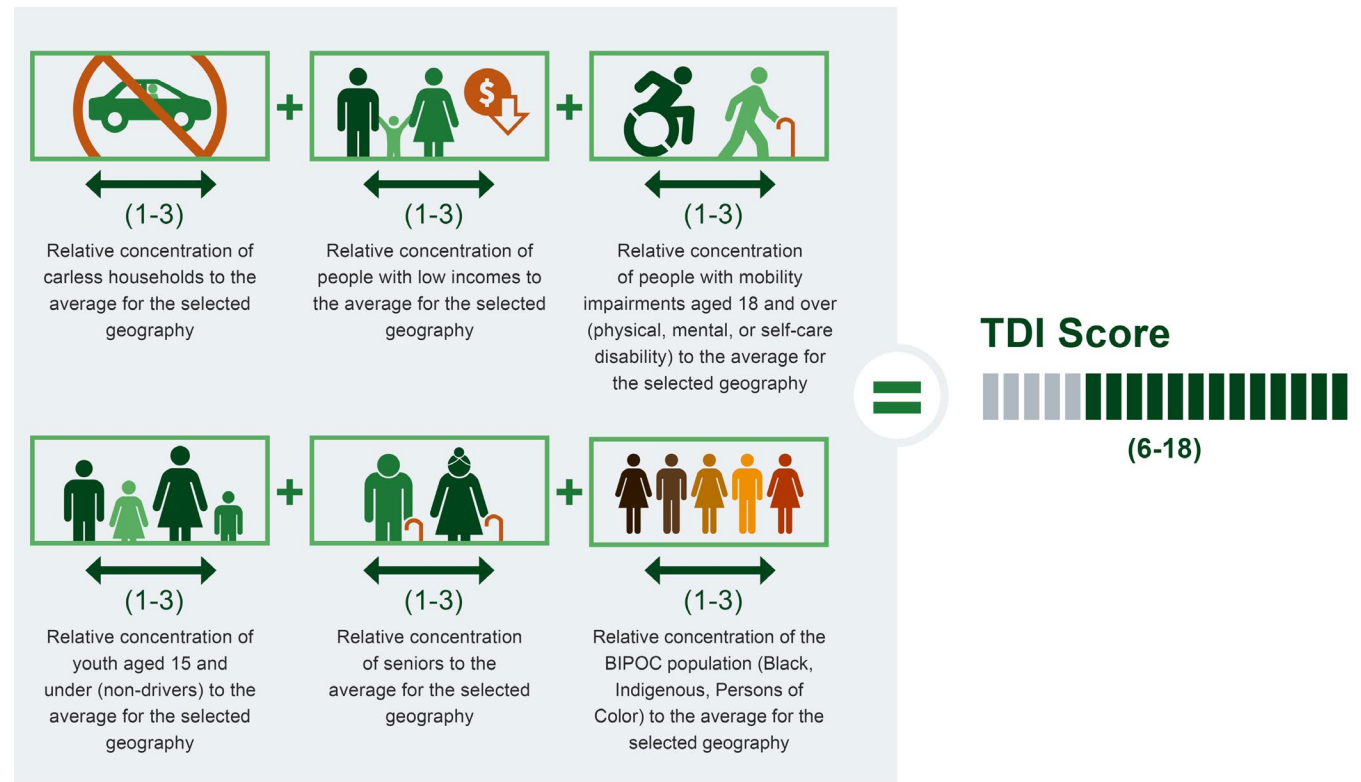 +
$
+
(1-3)
Relative concentration of
carless households to the
average for the selected
geography
(1-3)
Relative concentration of
people with low incomes to
the average for the selected
geography
(1-3)
Relative concentration
of people with mobility
impairments aged 18 and over
(physical, mental, or self-care
disability) to the average for
the selected geography
+
+
(1-3)
Relative concentration of
youth aged 15 and
under (non-drivers) to the
average for the selected
geography
(1-3)
Relative concentration
of seniors to the
average for the selected
geography
(1-3)
Relative concentration of the
BIPOC population (Black,
Indigenous, Persons of
Color) to the average for the
selected geography
=
TDI Score
(6-18)